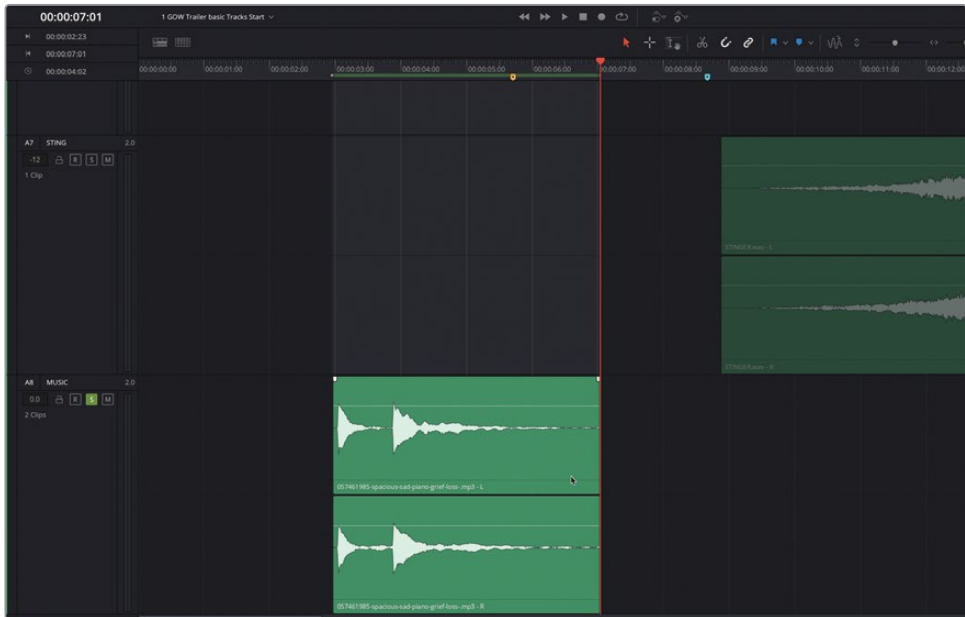 00:00:07:01
1 GOW Trailer basic Tracks Start
00:00:02:23
00:00:07:01
00:00:04:02
00:00:00:00 00:00:01:00 00:00:02:00 00:00:03:00 00:00:04:00 00:00:05:00 00:00:06:00 00:00:07:00 00:00:08:00 00:00:09:00 00:00:10:00 00:00:11:00 00:00:12:00
A7 STING 2.0
-12 R S M
1 Clip
STINGER.wav - L
STINGER.wav - R
A8 MUSIC 2.0
0.0 R S M
2 Clips
057461985-spacious-sad-piano-grief-loss-.mp3 - L
057461985-spacious-sad-piano-grief-loss-.mp3 - R